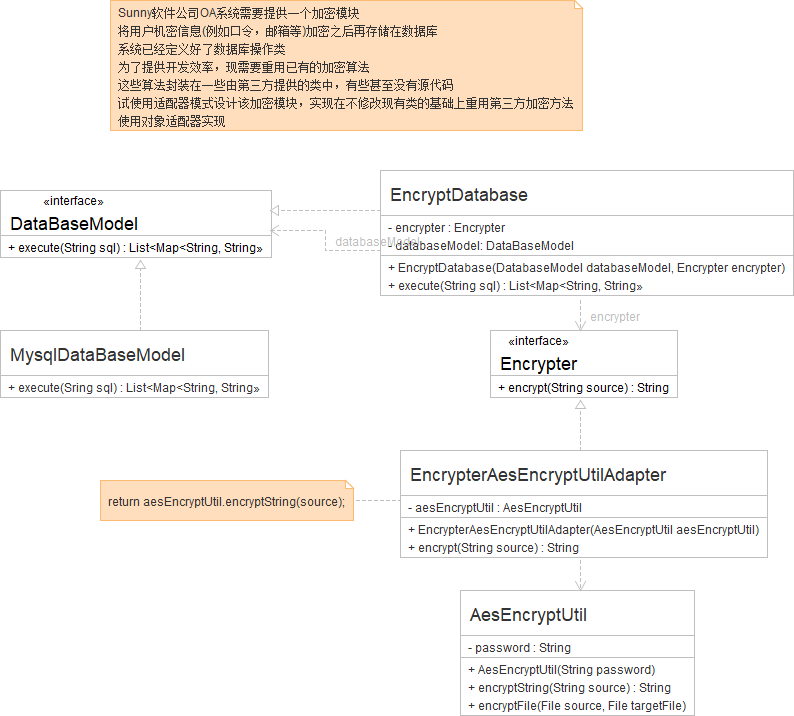 Sunny软件公司OA系统需要提供一个加密模块
将用户机密信息(例如口令，邮箱等)加密之后再存储在数据库
系统已经定义好了数据库操作类
为了提供开发效率，现需要重用已有的加密算法
这些算法封装在一些由第三方提供的类中，有些甚至没有源代码
试使用适配器模式设计该加密模块，实现在不修改现有类的基础上重用第三方加密方法
使用对象适配器实现
«interface»
DataBaseModel
+ execute(String sql) : List<Map<String, String»
EncryptDatabase
- encrypter : Encrypter
- databaseModel: DataBaseModel
+ EncryptDatabase(DatabaseModel databaseModel, Encrypter encrypter)
+ execute(String sql) : List<Map<String, String»
databaseModel
MysqlDataBaseModel
+ execute(Sring sql) : List<Map<String, String»
encrypter
«interface»
Encrypter
+ encrypt(String source) : String
EncrypterAesEncryptUtilAdapter
- aesEncryptUtil : AesEncryptUtil
+ EncrypterAesEncryptUtilAdapter(AesEncryptUtil aesEncryptUtil)
+ encrypt(String source) : String
return aesEncryptUtil.encryptString(source);
AesEncryptUtil
- password : String
+ AesEncryptUtil(String password)
+ encryptString(String source) : String
+ encryptFile(File source, File targetFile)